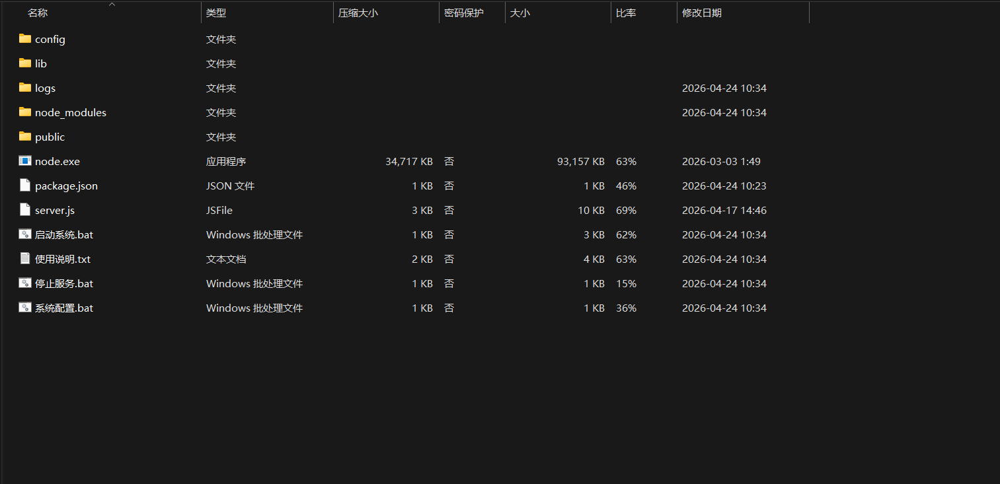 名称 类型 压缩大小 密码保护 大小 比率 修改日期
config 文件夹
lib 文件夹
logs 文件夹 2026-04-24 10:34
node_modules 文件夹 2026-04-24 10:34
public 文件夹
node.exe 应用程序 34,717 KB 否 93,157 KB 63% 2026-03-03 1:49
package.json JSON 文件 1 KB 否 1 KB 46% 2026-04-24 10:23
server.js JSFile 3 KB 否 10 KB 69% 2026-04-17 14:46
启动系统.bat Windows 批处理文件 1 KB 否 3 KB 62% 2026-04-24 10:34
使用说明.txt 文本文档 2 KB 否 4 KB 63% 2026-04-24 10:34
停止服务.bat Windows 批处理文件 1 KB 否 1 KB 15% 2026-04-24 10:34
系统配置.bat Windows 批处理文件 1 KB 否 1 KB 36% 2026-04-24 10:34